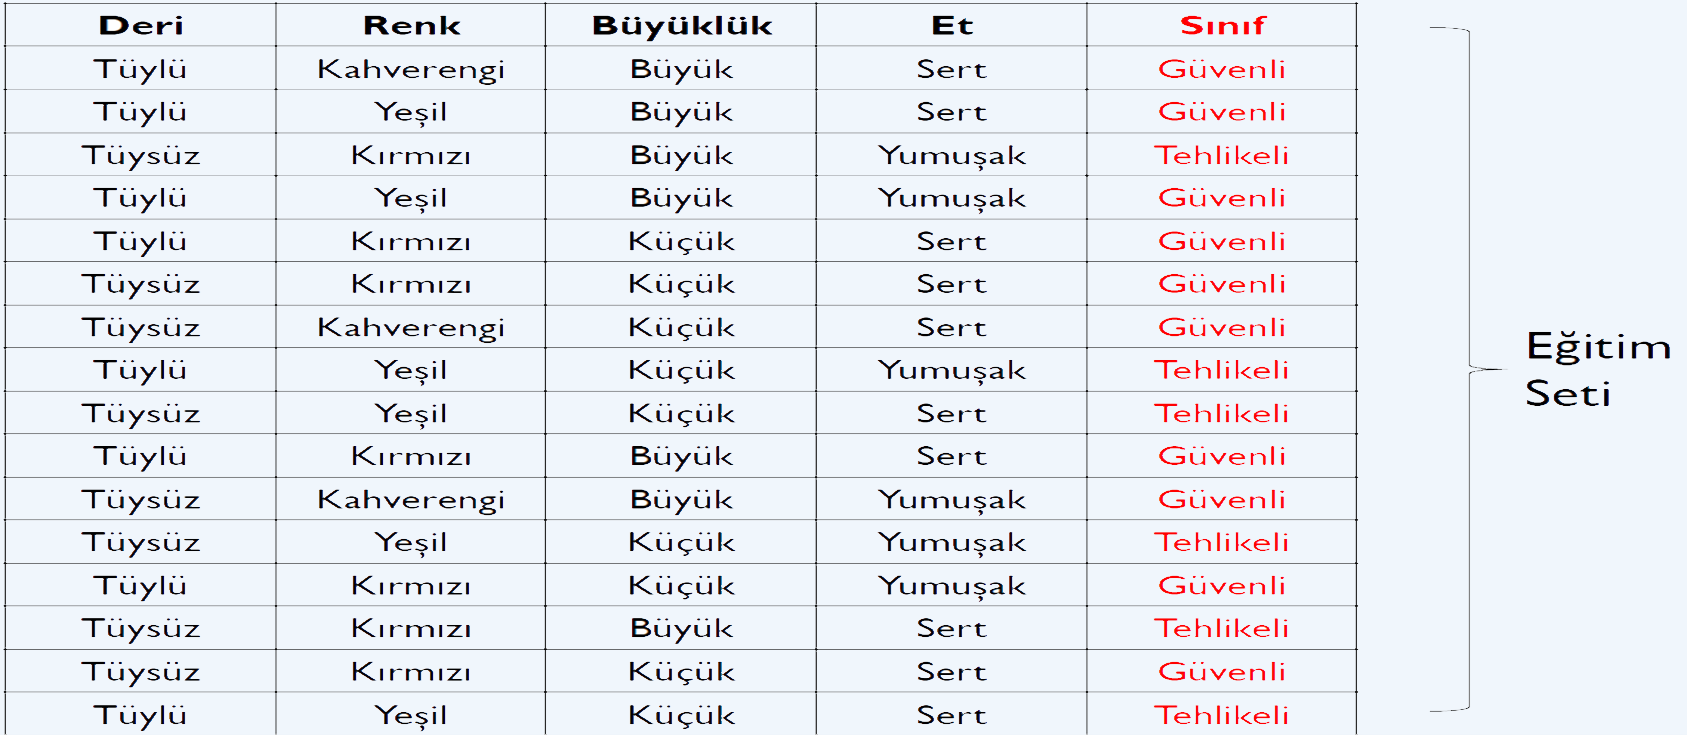 Deri Renk Büyüklük Et Sınıf
Tüylü Kahverengi Büyük Sert Güvenli
Tüylü Yeşil Büyük Sert Güvenli
Tüysüz Kırmızı Büyük Yumuşak Tehlikeli
Tüylü Yeşil Büyük Yumuşak Güvenli
Tüylü Kırmızı Küçük Sert Güvenli
Tüysüz Kırmızı Küçük Sert Güvenli
Tüysüz Kahverengi Küçük Sert Güvenli
Tüylü Yeşil Küçük Yumuşak Tehlikeli
Tüysüz Yeşil Küçük Sert Tehlikeli
Tüylü Kırmızı Büyük Sert Güvenli
Tüysüz Kahverengi Büyük Yumuşak Güvenli
Tüysüz Yeşil Küçük Yumuşak Tehlikeli
Tüylü Kırmızı Küçük Yumuşak Güvenli
Tüysüz Kırmızı Büyük Sert Tehlikeli
Tüysüz Kırmızı Küçük Sert Güvenli
Tüylü Yeşil Küçük Sert Tehlikeli
Eğitim
Seti